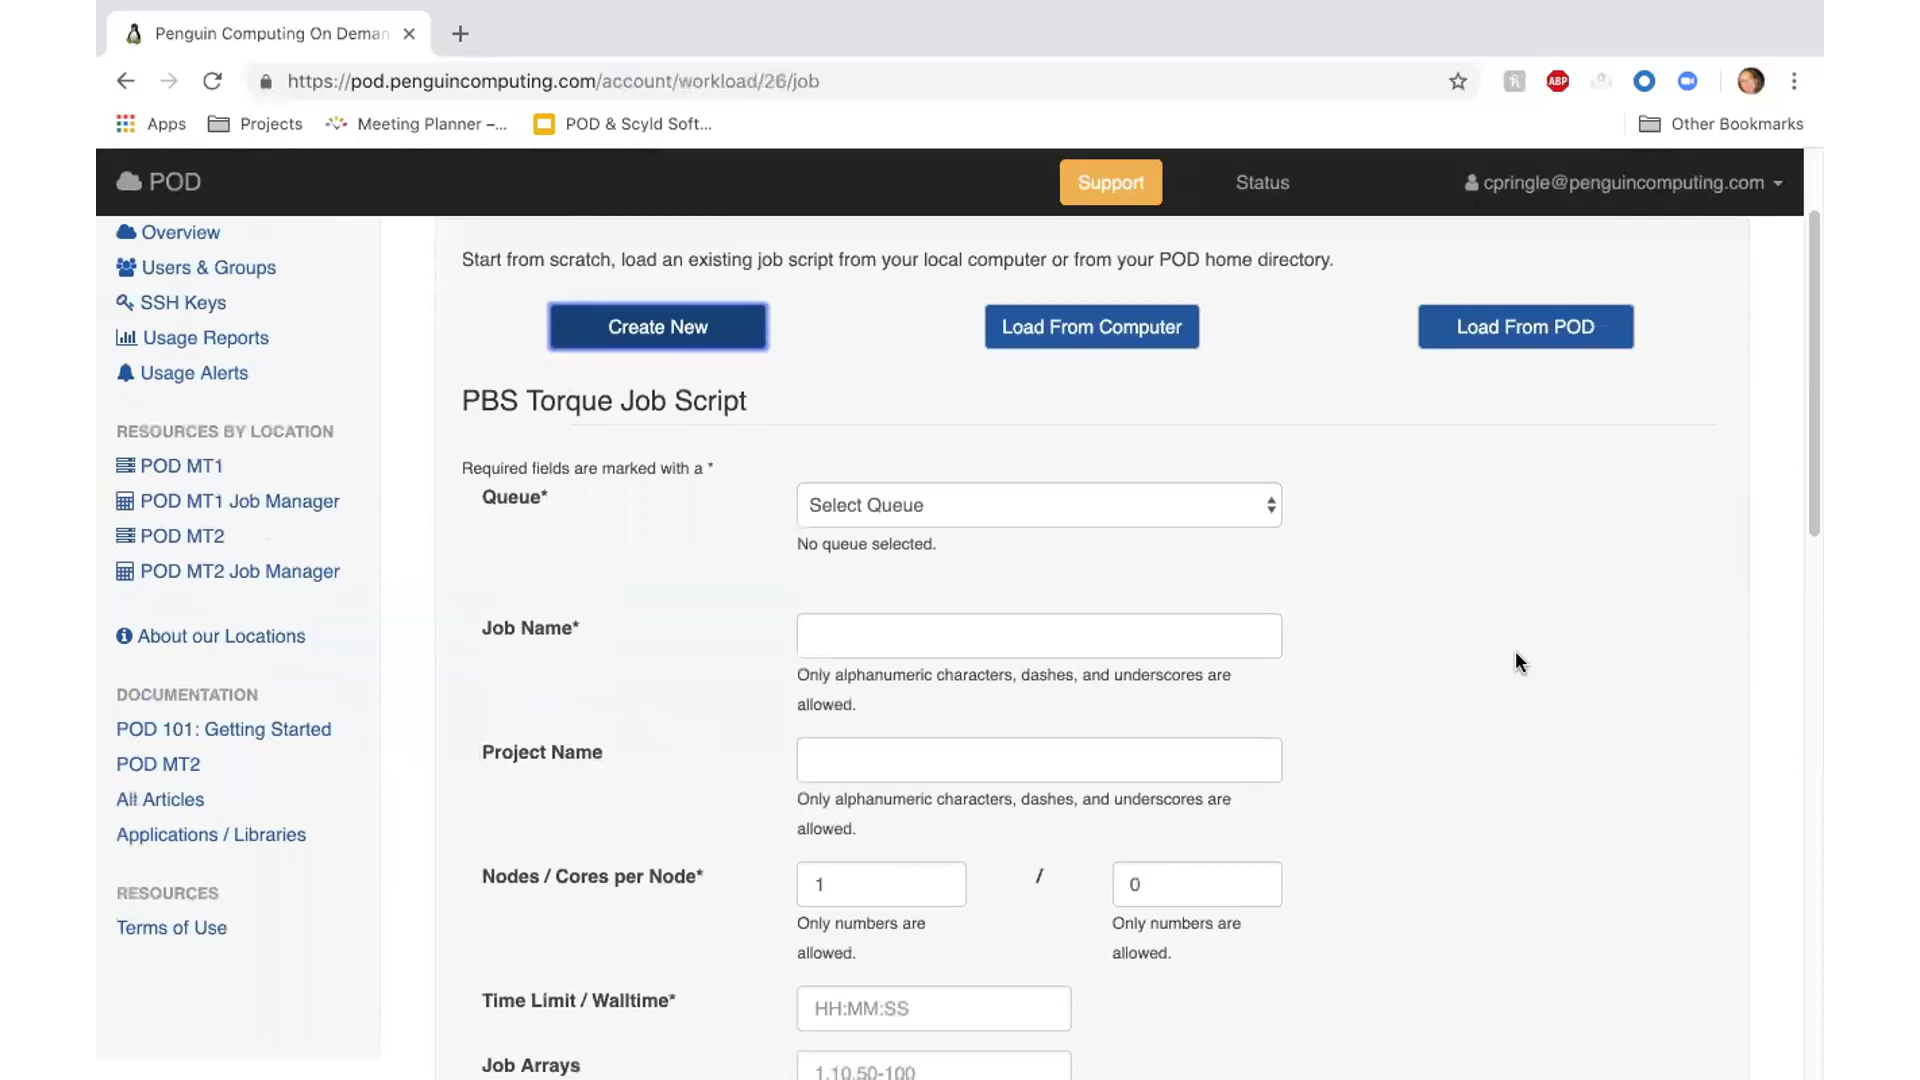 Penguin Computing On Deman
https://pod.penguincomputing.com/account/workload/26/job
ABP
Apps
Projects
Meeting Planner –...
POD & Scyld Soft...
Other Bookmarks
POD
Support
Status
cpringle@penguincomputing.com
Overview
Users & Groups
SSH Keys
Usage Reports
Usage Alerts
RESOURCES BY LOCATION
POD MT1
POD MT1 Job Manager
POD MT2
POD MT2 Job Manager
About our Locations
DOCUMENTATION
POD 101: Getting Started
POD MT2
All Articles
Applications / Libraries
RESOURCES
Terms of Use
Start from scratch, load an existing job script from your local computer or from your POD home directory.
Create New
Load From Computer
Load From POD
PBS Torque Job Script
Required fields are marked with a *
Queue*
Select Queue
No queue selected.
Job Name*
Only alphanumeric characters, dashes, and underscores are
allowed.
Project Name
Only alphanumeric characters, dashes, and underscores are
allowed.
Nodes / Cores per Node*
1
/
0
Only numbers are
allowed.
Only numbers are
allowed.
Time Limit / Walltime*
HH:MM:SS
Job Arrays
1,10,50-100